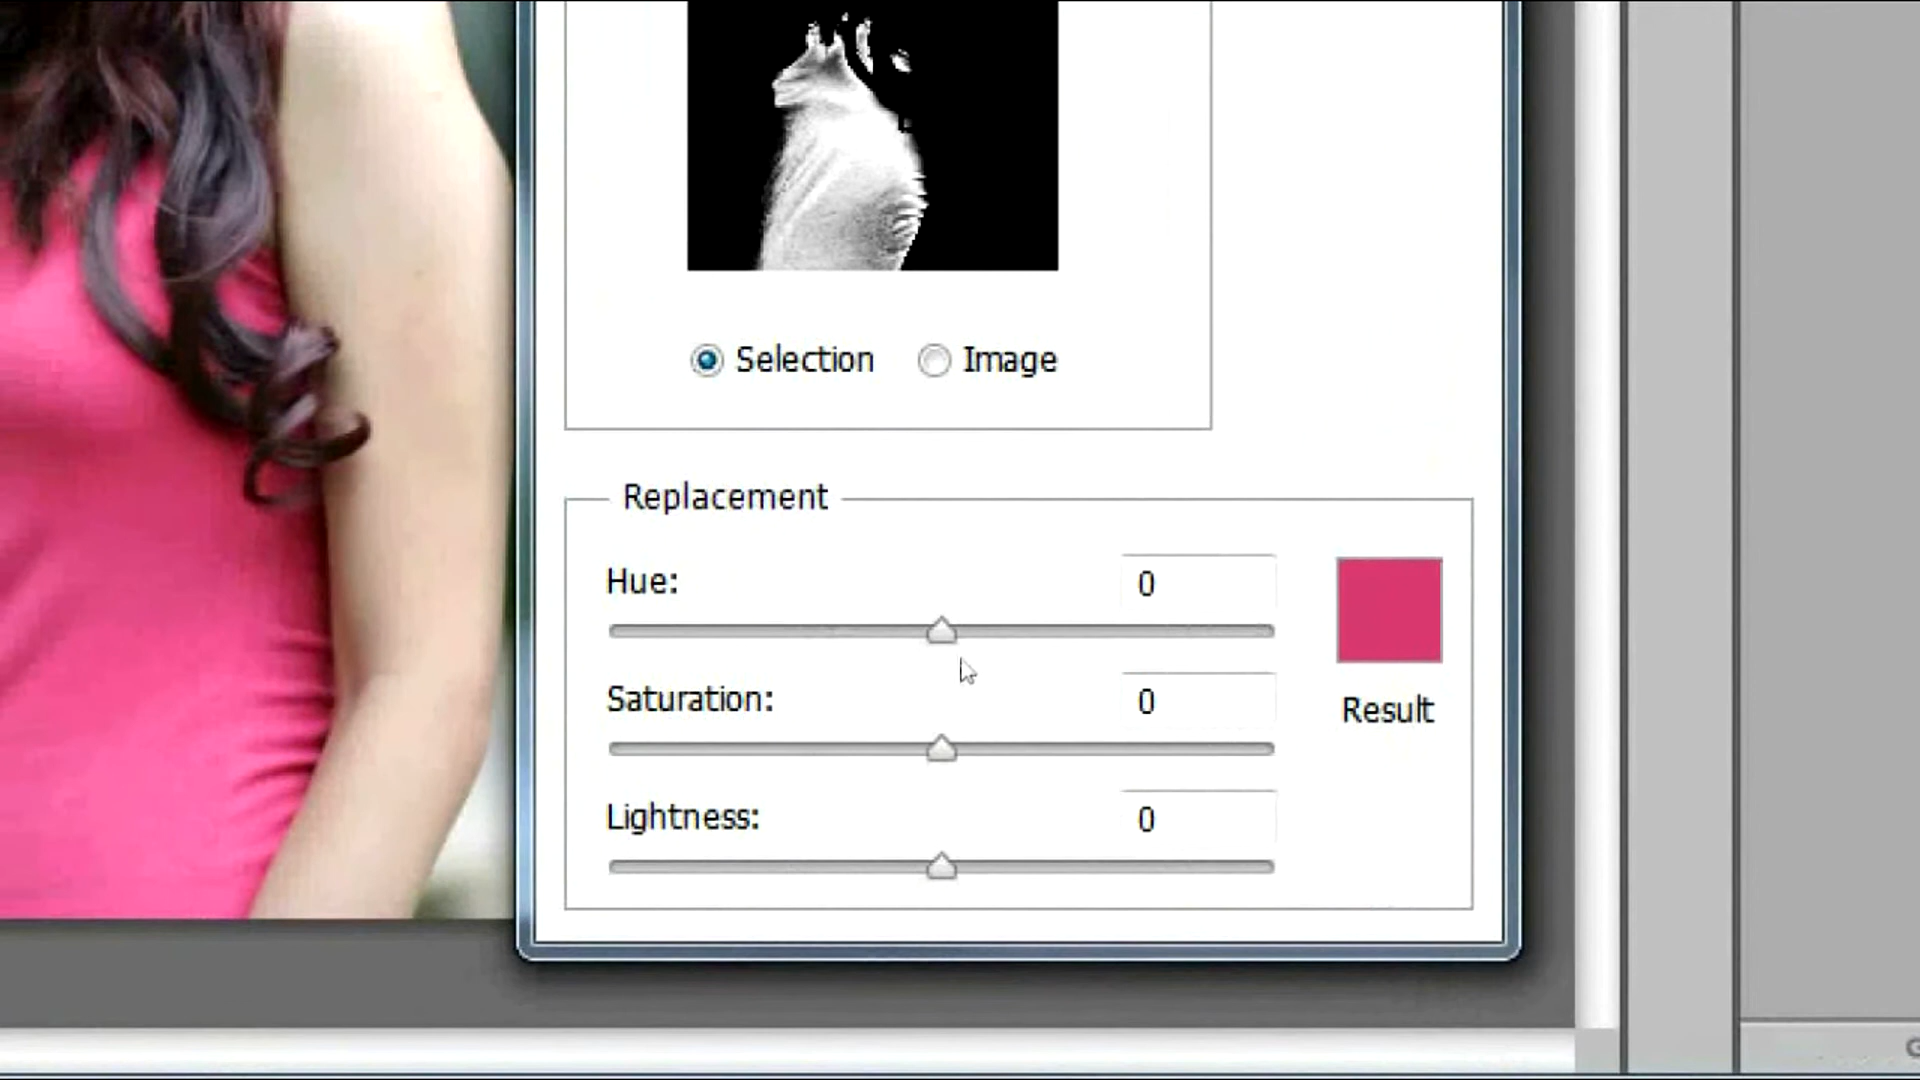 Selection Image
Replacement
Hue: 0
Saturation: 0
Result
Lightness: 0